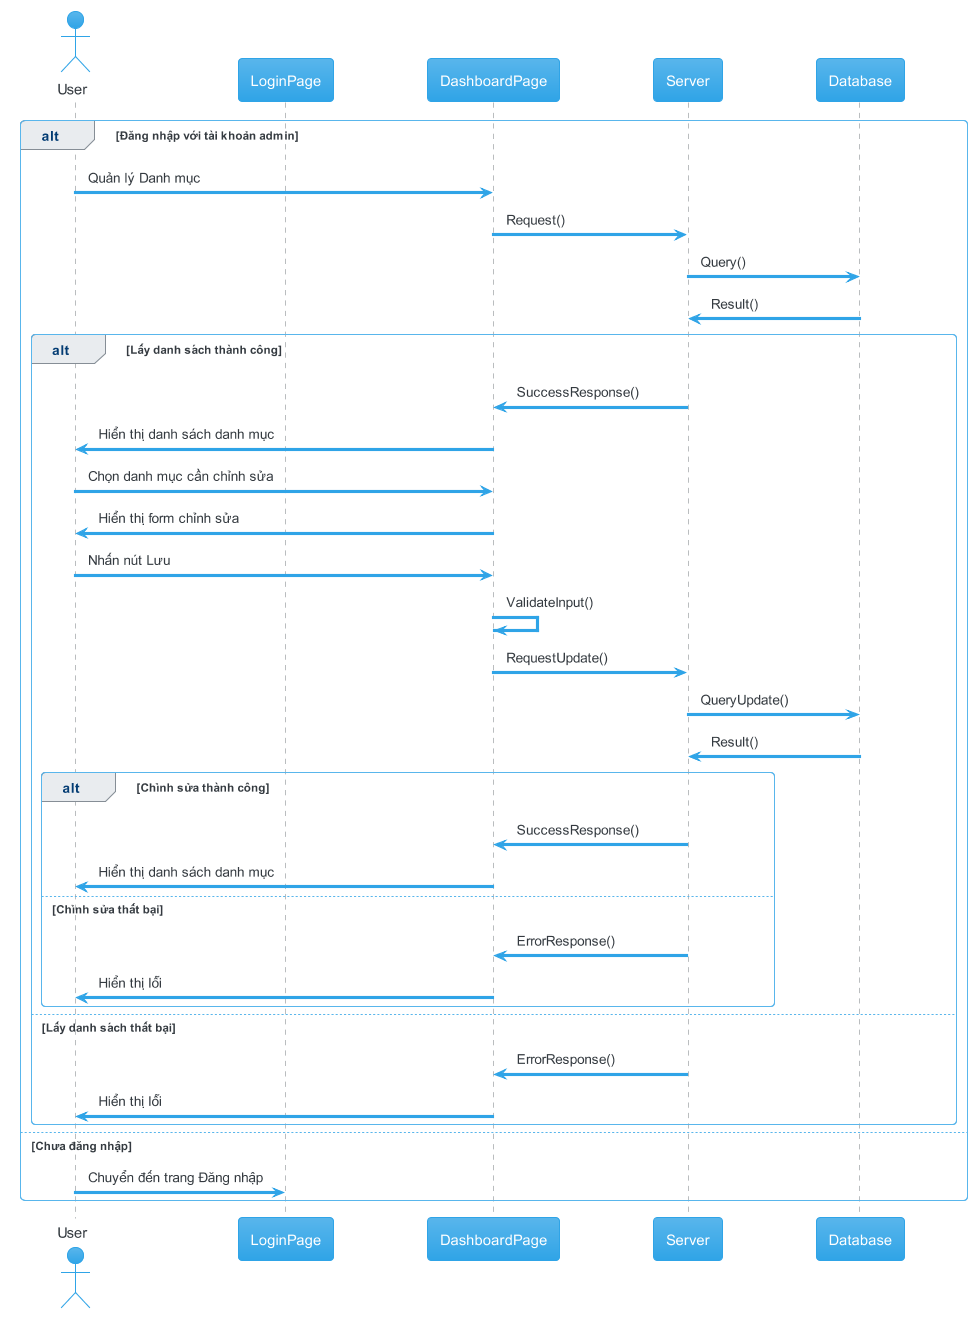 User
LoginPage
DashboardPage
Server
Database
alt
[Đăng nhập với tài khoản admin]
Quản lý Danh mục
Request()
Query()
Result()
alt
[Lấy danh sách thành công]
SuccessResponse()
Hiển thị danh sách danh mục
Chọn danh mục cần chỉnh sửa
Hiển thị form chỉnh sửa
Nhấn nút Lưu
ValidateInput()
RequestUpdate()
QueryUpdate()
Result()
alt
[Chỉnh sửa thành công]
SuccessResponse()
Hiển thị danh sách danh mục
[Chỉnh sửa thất bại]
ErrorResponse()
Hiển thị lỗi
[Lấy danh sách thất bại]
ErrorResponse()
Hiển thị lỗi
[Chưa đăng nhập]
Chuyển đến trang Đăng nhập
User
LoginPage
DashboardPage
Server
Database